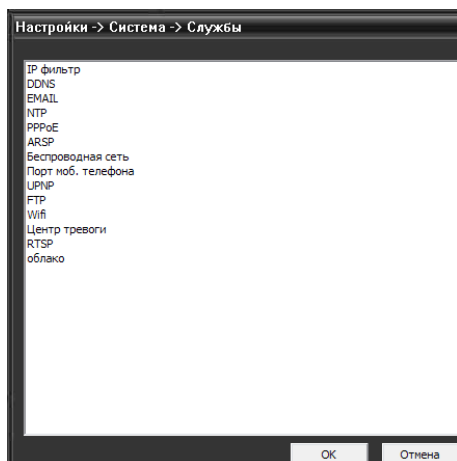 Настройки -> Система -> Службы
IP фильтр
DDNS
EMAIL
NTP
PPPoE
ARSP
Беспроводная сеть
Порт моб. телефона
UPNP
FTP
Wifi
Центр тревоги
RTSP
облако
OK
Отмена